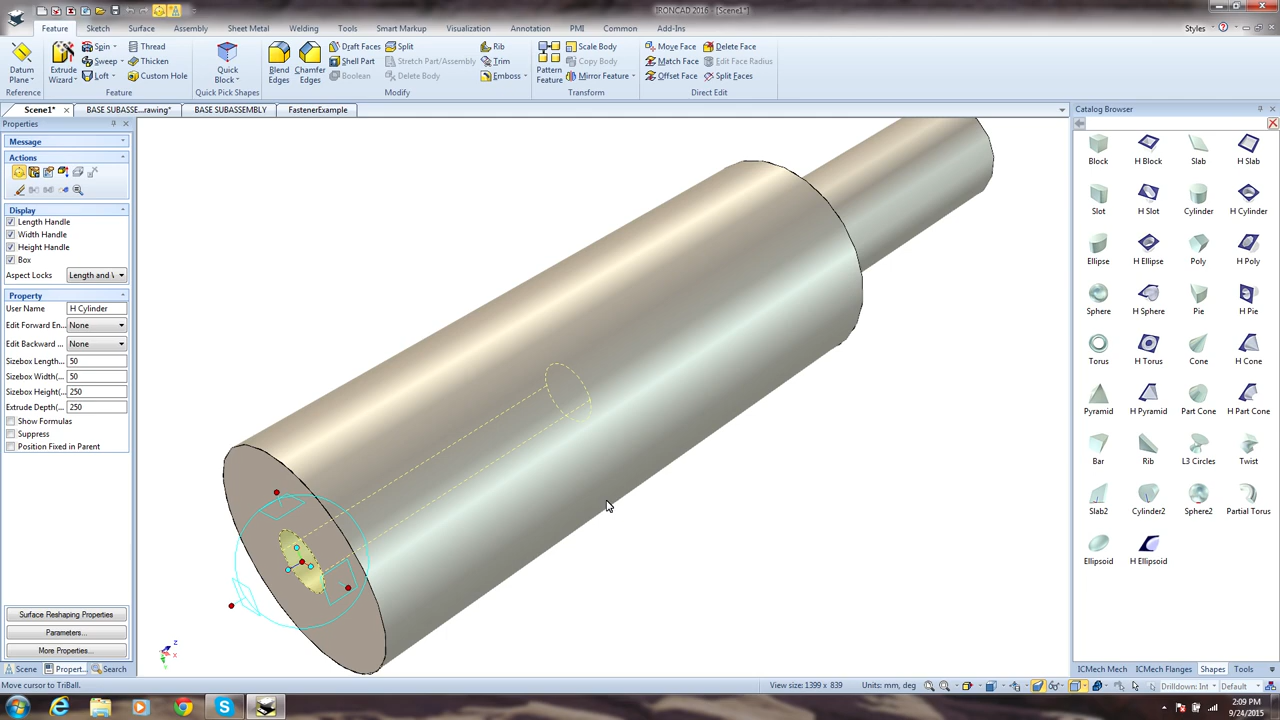 IRONCAD 2016 - [Scene1*]
Feature Sketch Surface Assembly Sheet Metal Welding Tools Smart Markup Visualization Annotation PMI Common Add-Ins Styles
Datum Plane
Reference
Extrude Wizard
Spin
Sweep
Loft
Thread
Thicken
Custom Hole
Feature
Quick Block
Quick Pick Shapes
Blend Edges
Chamfer Edges
Draft Faces
Shell Part
Boolean
Split
Stretch Part/Assembly
Delete Body
Rib
Trim
Emboss
Modify
Pattern Feature
Scale Body
Copy Body
Mirror Feature
Transform
Move Face
Match Face
Offset Face
Delete Face
Edit Face Radius
Split Faces
Direct Edit
Scene1* BASE SUBASSE...rawing* BASE SUBASSEMBLY FastenerExample
Properties
Message
Actions
Display
Length Handle
Width Handle
Height Handle
Box
Aspect Locks Length and \
Property
User Name H Cylinder
Edit Forward En... None
Edit Backward ... None
Sizebox Length... 50
Sizebox Width(... 50
Sizebox Height(... 250
Extrude Depth(... 250
Show Formulas
Suppress
Position Fixed in Parent
Surface Reshaping Properties
Parameters...
More Properties...
Scene Propert... Search
z
x
Catalog Browser
Block H Block Slab H Slab
Slot H Slot Cylinder H Cylinder
Ellipse H Ellipse Poly H Poly
Sphere H Sphere Pie H Pie
Torus H Torus Cone H Cone
Pyramid H Pyramid Part Cone H Part Cone
Bar Rib L3 Circles Twist
Slab2 Cylinder2 Sphere2 Partial Torus
Ellipsoid H Ellipsoid
ICMech Mech ICMech Flanges Shapes Tools
Move cursor to TriBall. View size: 1399 x 839 Units: mm, deg Drilldown: Int Default
2:09 PM
9/24/2015